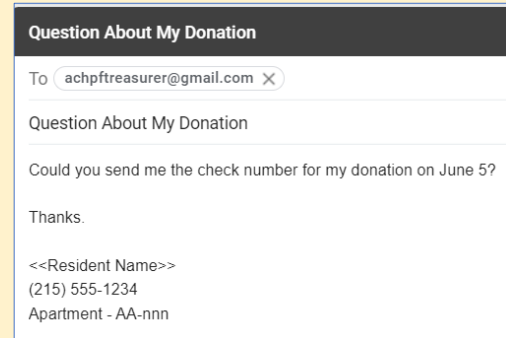 Question About My Donation
To achpftreasurer@gmail.com
Question About My Donation
Could you send me the check number for my donation on June 5?
Thanks.
<<Resident Name>>
(215) 555-1234
Apartment - AA-nnn